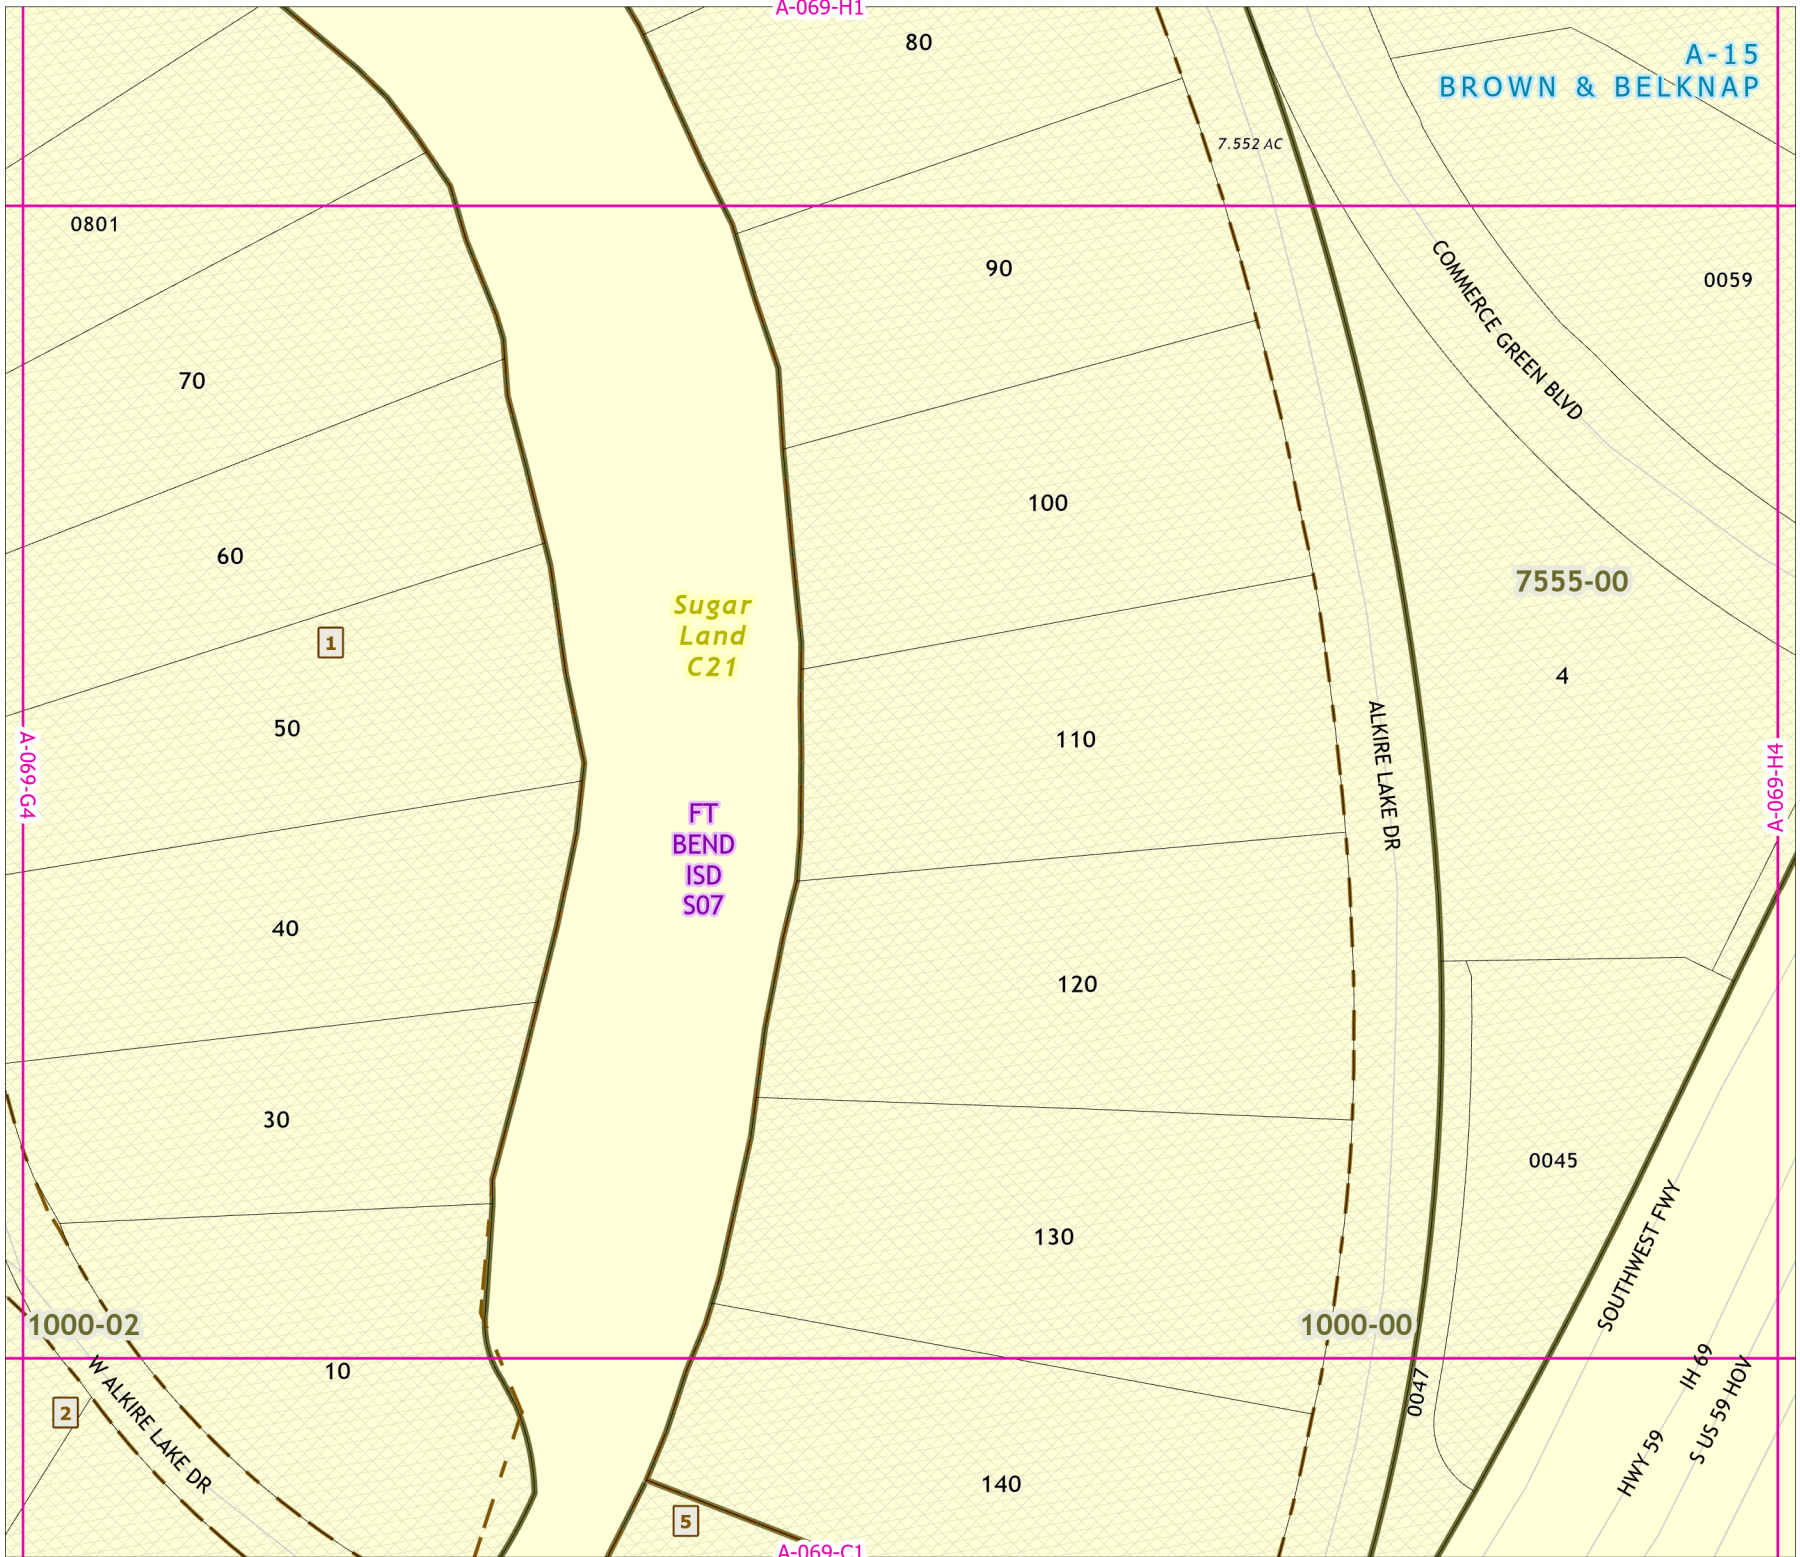 A-069-H1
80
A-15
BROWN & BELKNAP
7.552 AC
0801
90
0059
COMMERCE GREEN BLVD
70
100
60
7555-00
Sugar
Land
C21
1
4
50
110
ALKIRE LAKE DR
A-069-G4
A-069-H4
FT
BEND
ISD
S07
40
120
30
0045
130
SOUTHWEST FWY
1000-02
1000-00
10
0047
IH 69
2
W ALKIRE LAKE DR
HWY 59
S US 59 HOV
140
5
A-069-C1